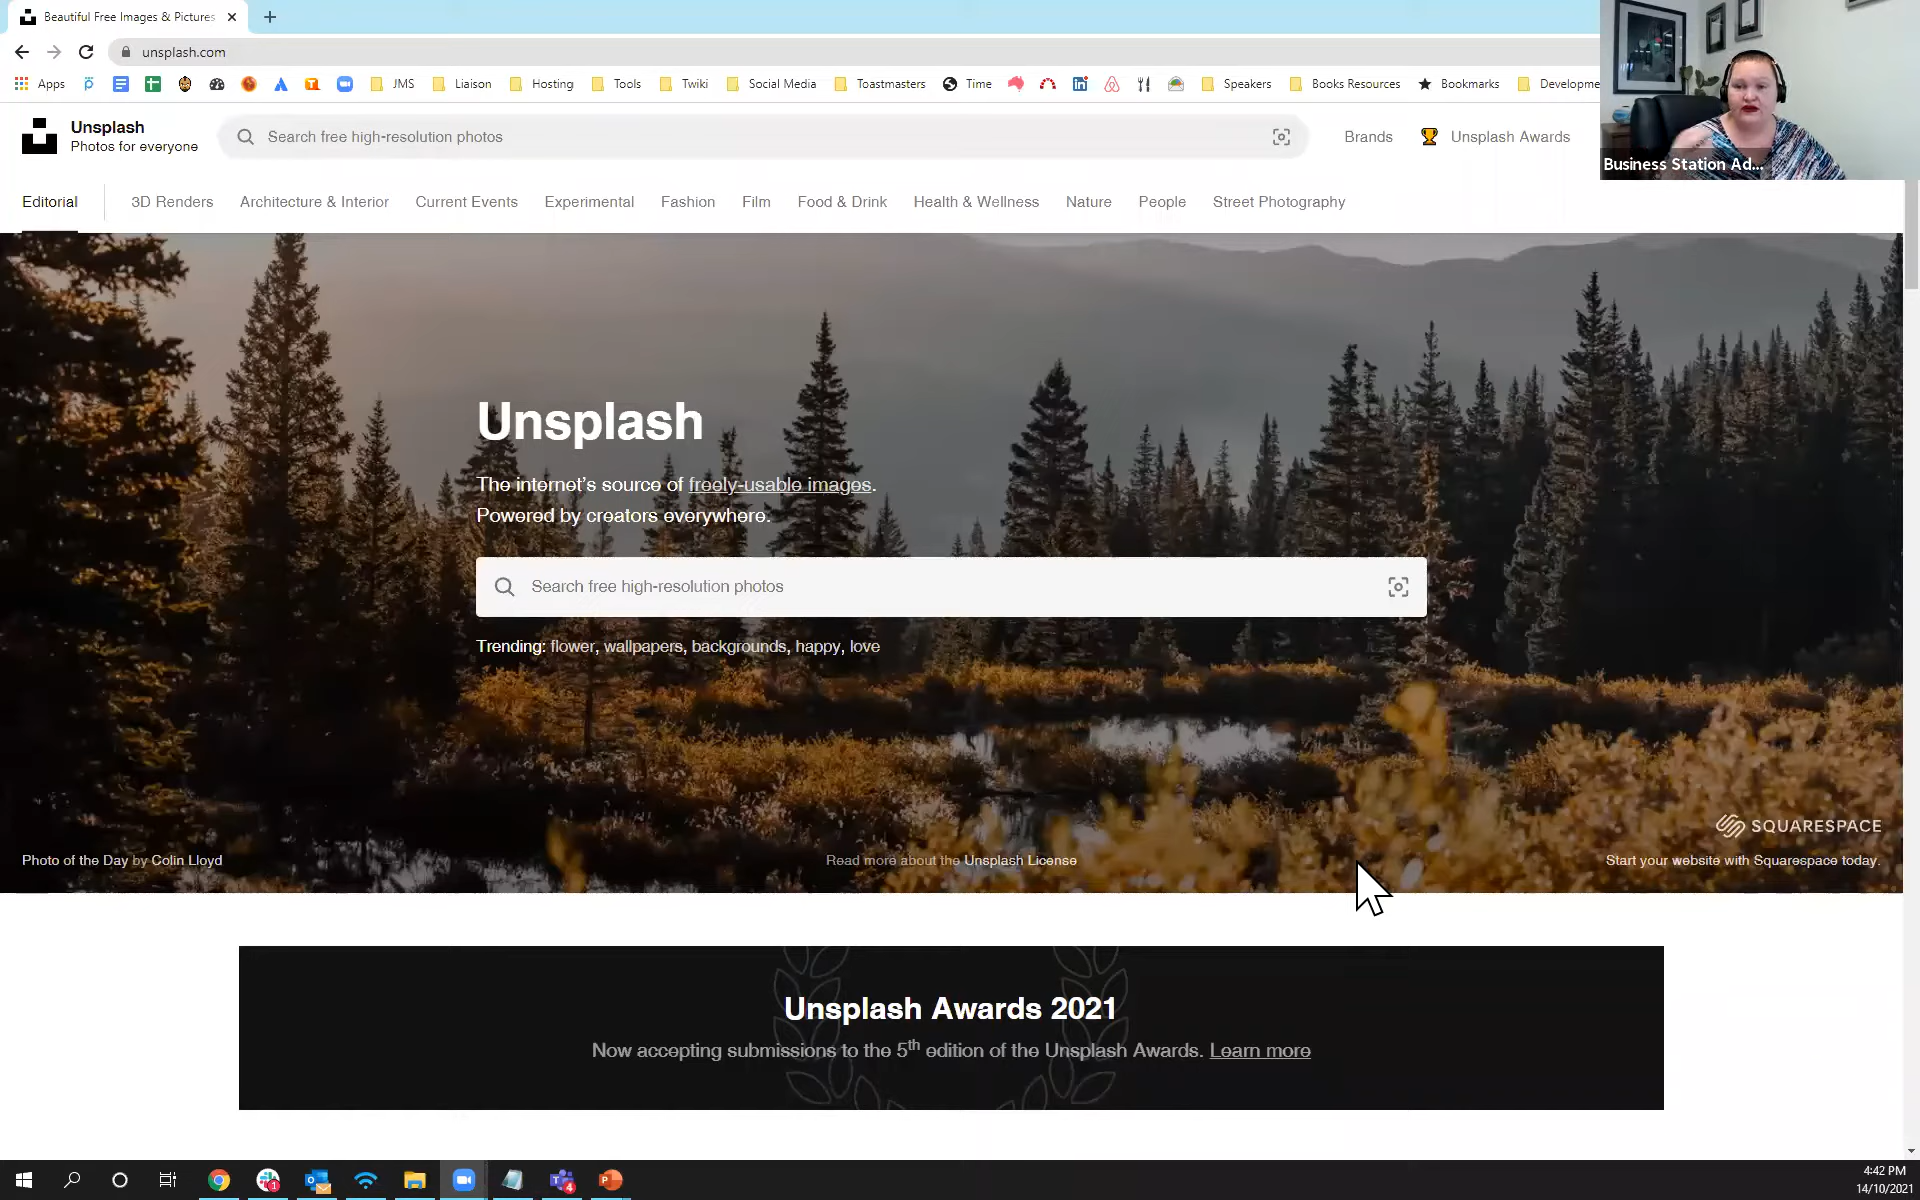 Beautiful Free Images & Pictures
unsplash.com
Apps JMS Liaison Hosting Tools Twiki Social Media Toastmasters Time Speakers Books Resources Bookmarks Developme
Unsplash
Photos for everyone
Search free high-resolution photos
Brands
Unsplash Awards
Business Station Ad...
Editorial 3D Renders Architecture & Interior Current Events Experimental Fashion Film Food & Drink Health & Wellness Nature People Street Photography
Unsplash
The internet's source of freely-usable images.
Powered by creators everywhere.
Search free high-resolution photos
Trending: flower, wallpapers, backgrounds, happy, love
SQUARESPACE
Photo of the Day by Colin Lloyd
Read more about the Unsplash License
Start your website with Squarespace today.
Unsplash Awards 2021
Now accepting submissions to the 5th edition of the Unsplash Awards. Learn more
4:42 PM
14/10/2021